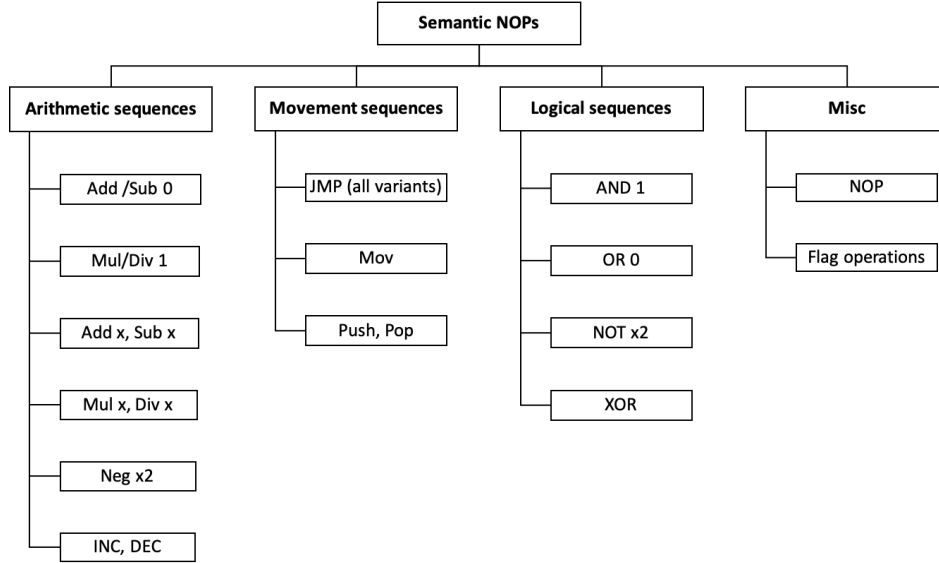 Semantic NOPs
Arithmetic sequences
Add /Sub 0
Mul/Div 1
Add x, Sub x
Mul x, Div x
Neg x2
INC, DEC
Movement sequences
JMP (all variants)
Mov
Push, Pop
Logical sequences
AND 1
OR 0
NOT x2
XOR
Misc
NOP
Flag operations